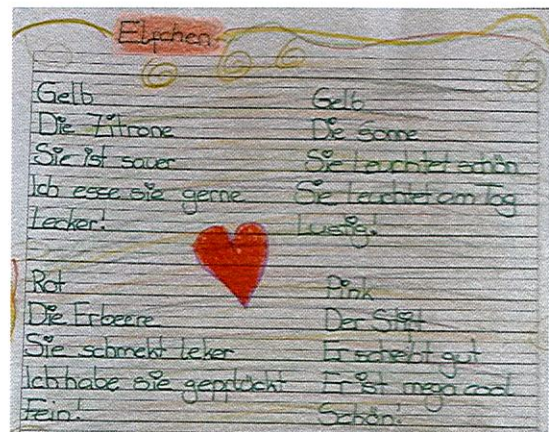 Elfchen
Gelb
Die Zitrone
Sie ist sauer
Ich esse sie gerne
Lecker!
Gelb
Die Sonne
Sie leuchtet schön
Sie leuchtet am Tag
Lustig!
Rot
Die Erbeere
Sie schmekt leker
Ich habe sie geplückt
Fein!
Pink
Der Stift
Er scheibt gut
Er ist mega cool
Schön!